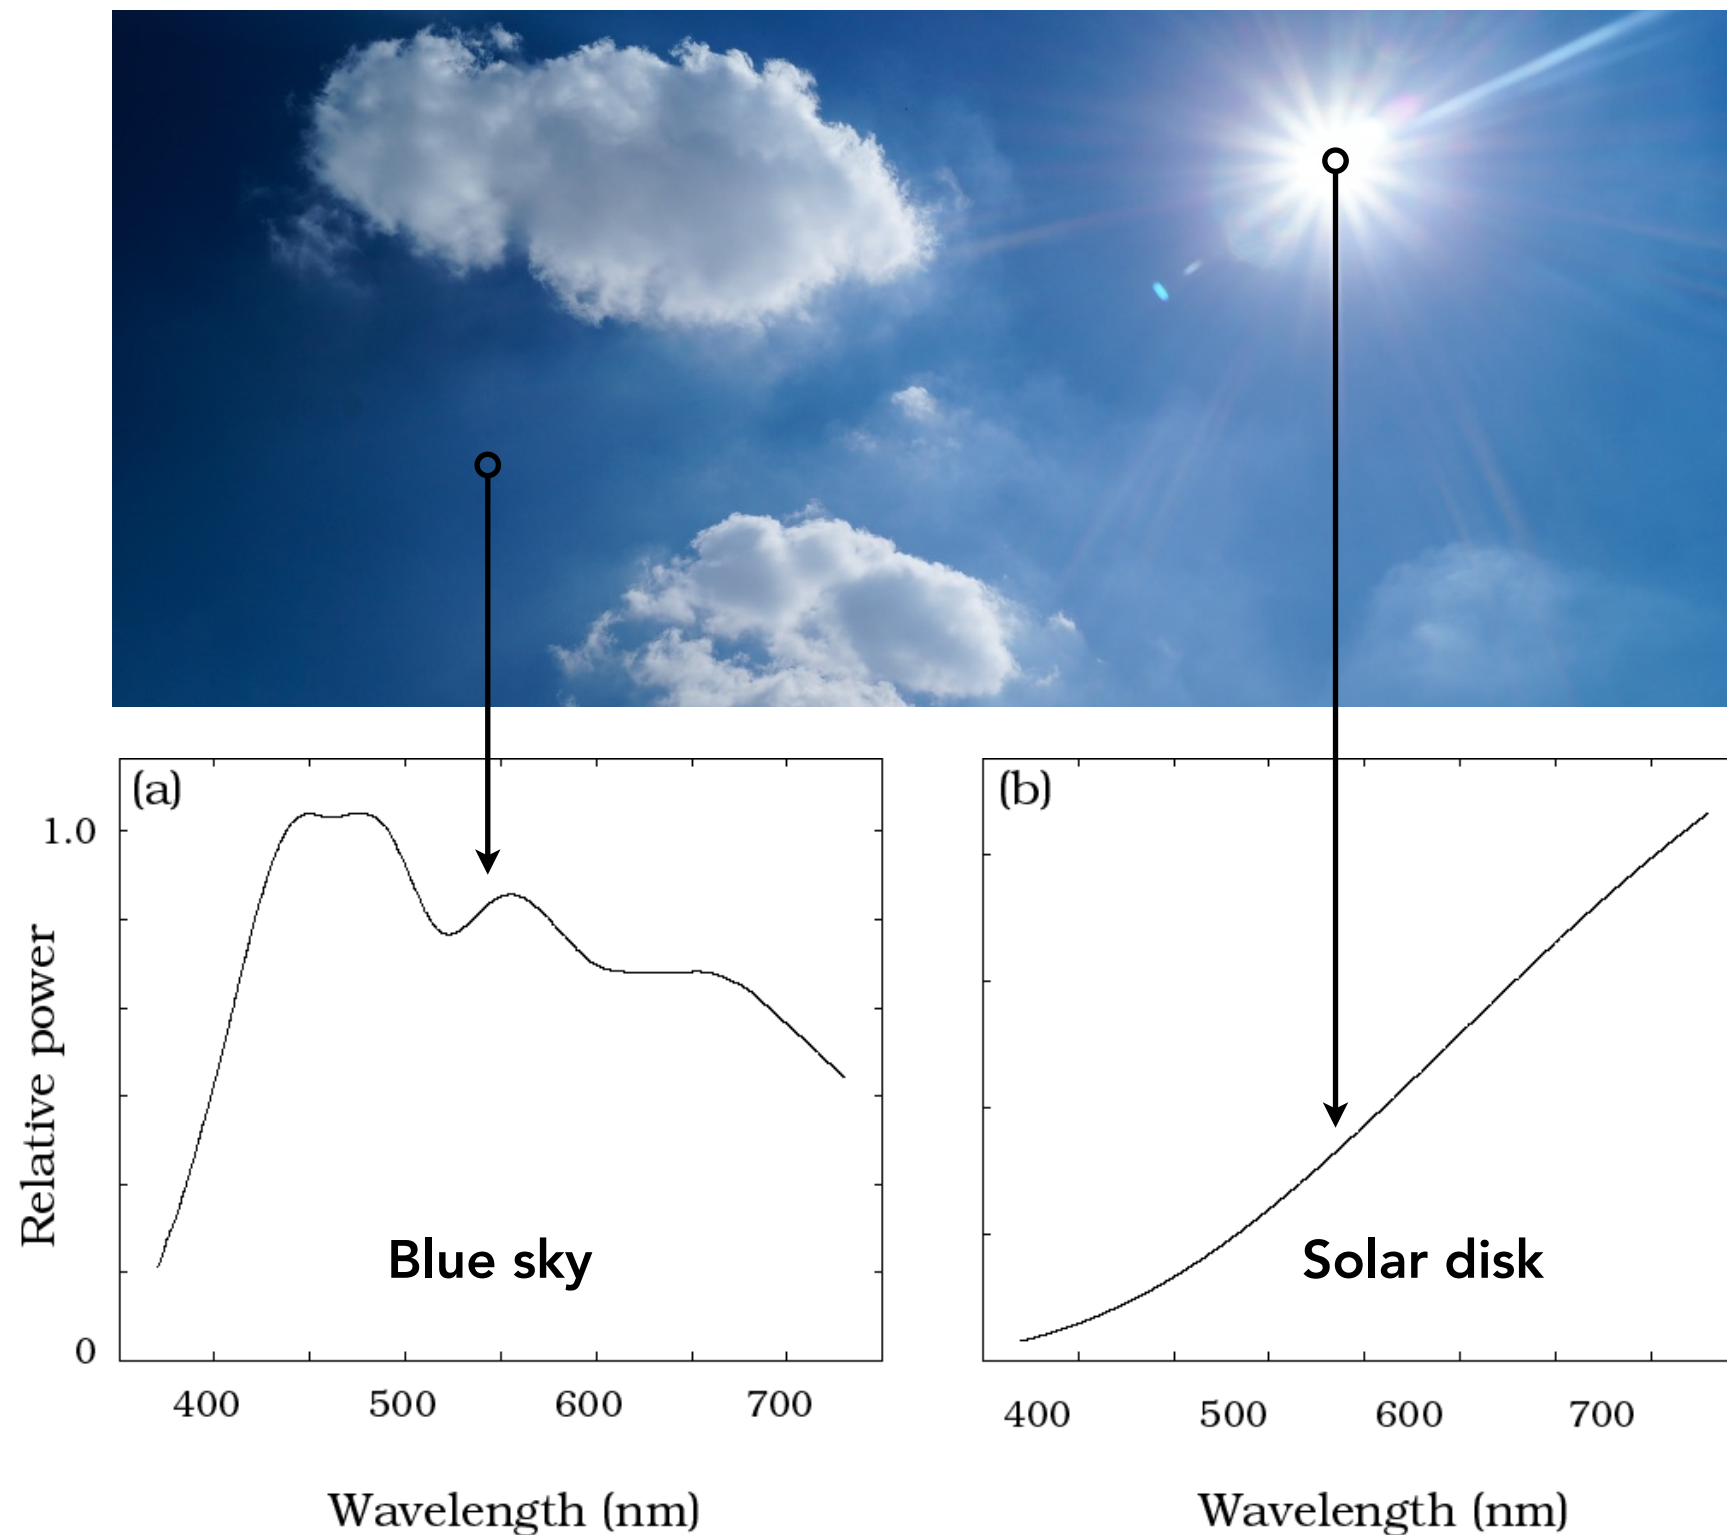 (a)
1.0
0
Relative power
Blue sky
400 500 600 700
Wavelength (nm)
(b)
Solar disk
400 500 600 700
Wavelength (nm)